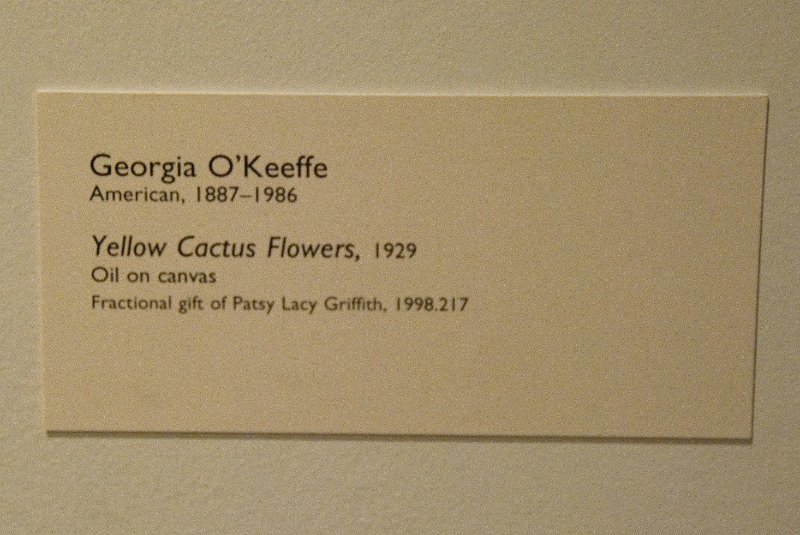 Georgia O'Keeffe
American, 1887–1986
Yellow Cactus Flowers, 1929
Oil on canvas
Fractional gift of Patsy Lacy Griffith, 1998.217